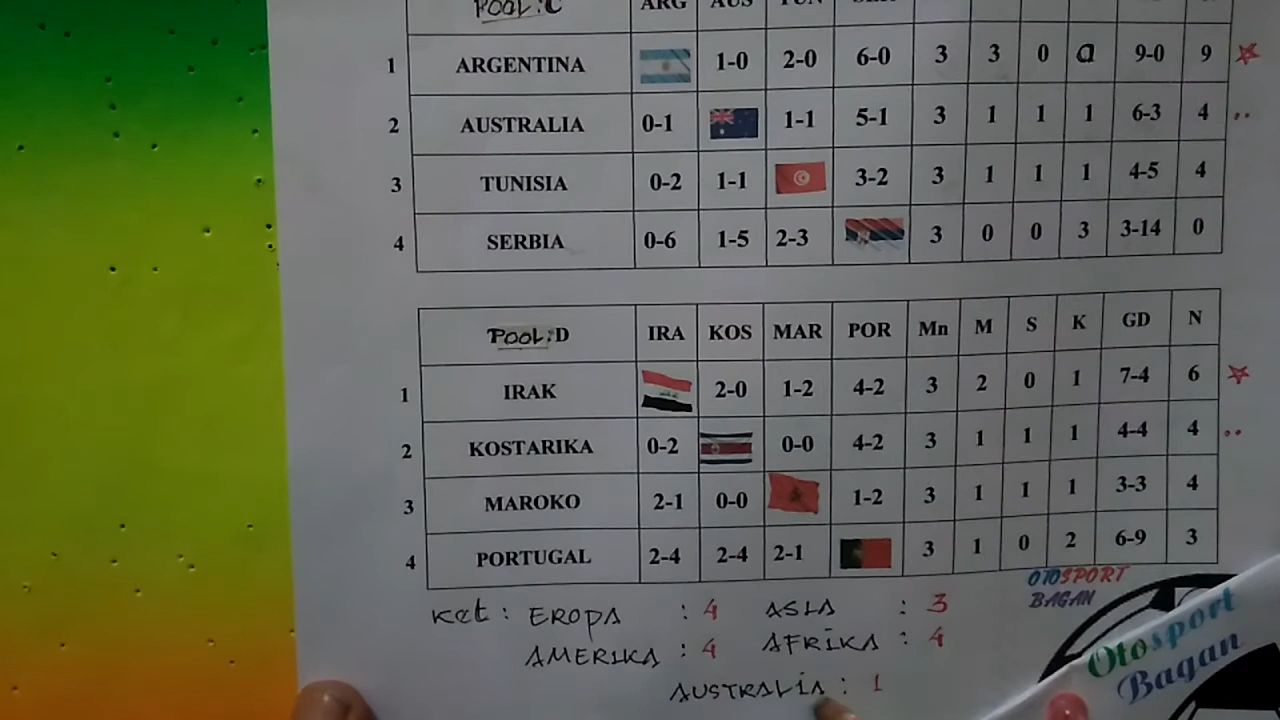 POOL:C ARG AUS TUN
1 ARGENTINA 1-0 2-0 6-0 3 3 0 0 9-0 9
2 AUSTRALIA 0-1 1-1 5-1 3 1 1 1 6-3 4
3 TUNISIA 0-2 1-1 3-2 3 1 1 1 4-5 4
4 SERBIA 0-6 1-5 2-3 3 0 0 3 3-14 0
POOL:D IRA KOS MAR POR Mn M S K GD N
1 IRAK 2-0 1-2 4-2 3 2 0 1 7-4 6
2 KOSTARIKA 0-2 0-0 4-2 3 1 1 1 4-4 4
3 MAROKO 2-1 0-0 1-2 3 1 1 1 3-3 4
4 PORTUGAL 2-4 2-4 2-1 3 1 0 2 6-9 3
OTOSPORT
BAGAN
Ket : EROPA : 4 ASIA : 3
AMERIKA : 4 AFRIKA : 4
AUSTRALIA : 1
Otosport
Bagan